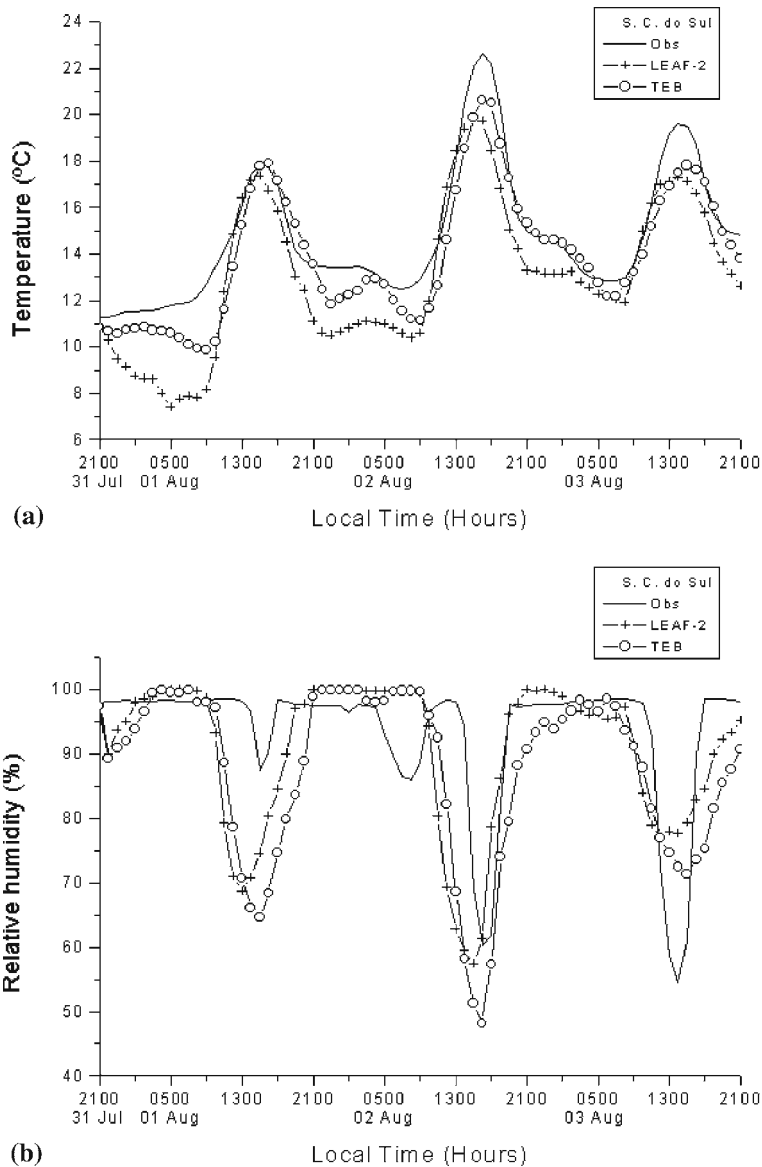 24
22
20
18
16
14
12
10
8
6
Temperature (ºC)
S. C. do Sul
Obs
LEAF-2
TEB
2100 0500 1300 2100 0500 1300 2100 0500 1300 2100
31 Jul 01 Aug 02 Aug 03 Aug
(a)
Local Time (Hours)
S. C. do Sul
Obs
LEAF-2
TEB
100
90
80
70
60
50
40
Relative humidity (%)
2100 0500 1300 2100 0500 1300 2100 0500 1300 2100
31 Jul 01 Aug 02 Aug 03 Aug
(b)
Local Time (Hours)